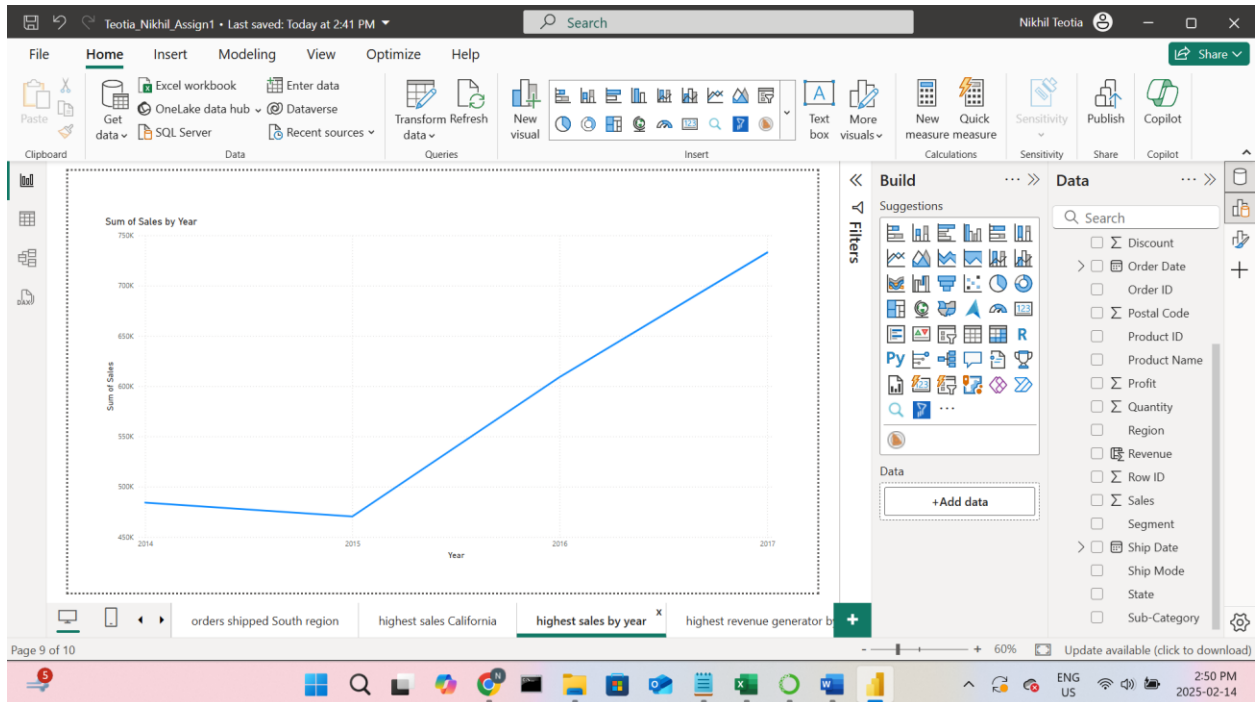 Teotia_Nikhil_Assign1 • Last saved: Today at 2:41 PM
Search
Nikhil Teotia
File Home Insert Modeling View Optimize Help
Share
Paste
Get data
Excel workbook
OneLake data hub
SQL Server
Enter data
Dataverse
Recent sources
Transform data
Refresh
New visual
Text box
More visuals
New measure
Quick measure
Sensitivity
Publish
Copilot
Clipboard
Data
Queries
Insert
Calculations
Sensitivity
Share
Copilot
Sum of Sales by Year
750K
700K
650K
600K
550K
500K
450K
Sum of Sales
2014 2015 2016 2017
Year
Filters
Build
Suggestions
R
Py
123
Data
+Add data
Data
Search
Discount
Order Date
Order ID
Postal Code
Product ID
Product Name
Profit
Quantity
Region
Revenue
Row ID
Sales
Segment
Ship Date
Ship Mode
State
Sub-Category
orders shipped South region
highest sales California
highest sales by year x
highest revenue generator b
Page 9 of 10
- + 60%
Update available (click to download)
5
ENG
US
2:50 PM
2025-02-14